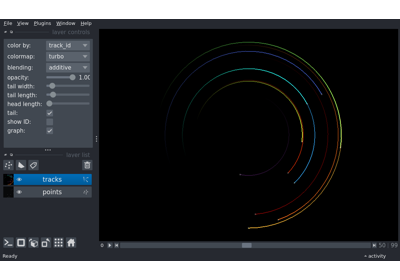 File View Plugins Window Help
layer controls
color by: track_id
colormap: turbo
blending: additive
opacity: 1.00
tail width:
tail length:
head length:
tail:
show ID:
graph:
layer list
tracks
points
0 50 99
Ready activity